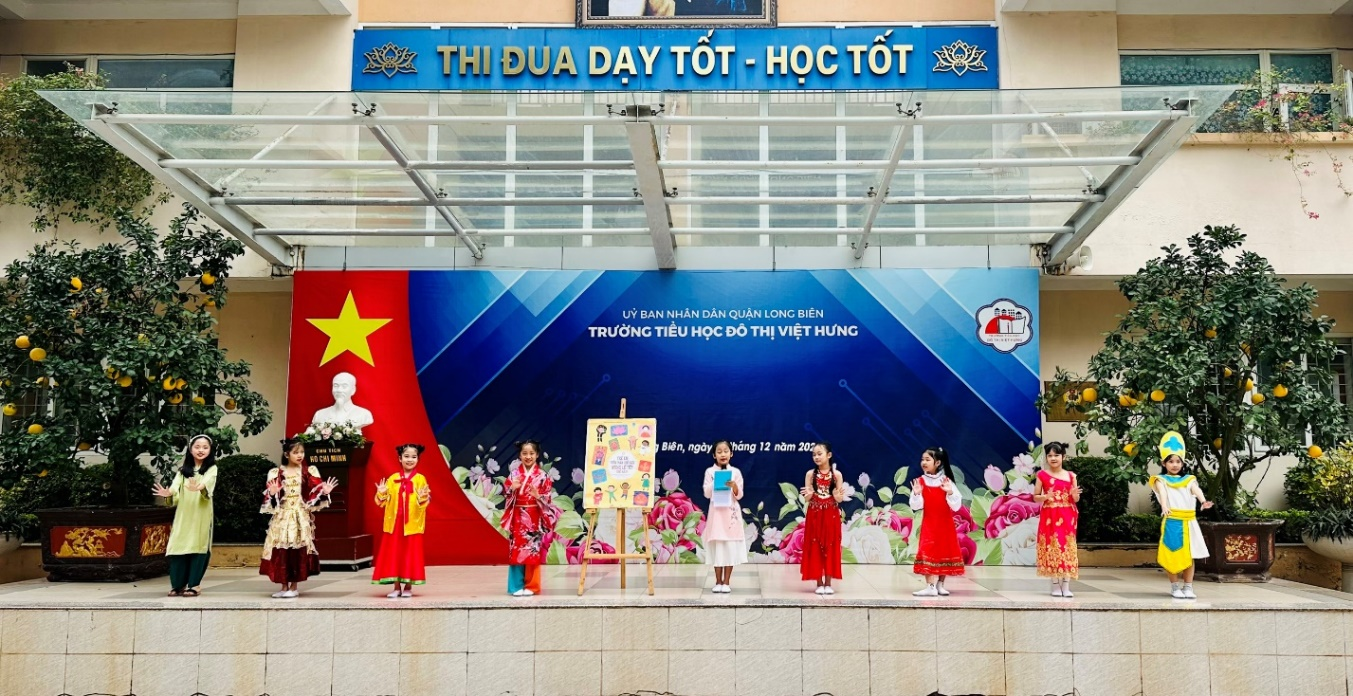 THI ĐUA DẠY TỐT - HỌC TỐT
UỶ BAN NHÂN DÂN QUẬN LONG BIÊN
TRƯỜNG TIỂU HỌC ĐÔ THỊ VIỆT HƯNG
Biên, ngày tháng 12 năm
CHỦ TỊCH
HỒ CHÍ MINH